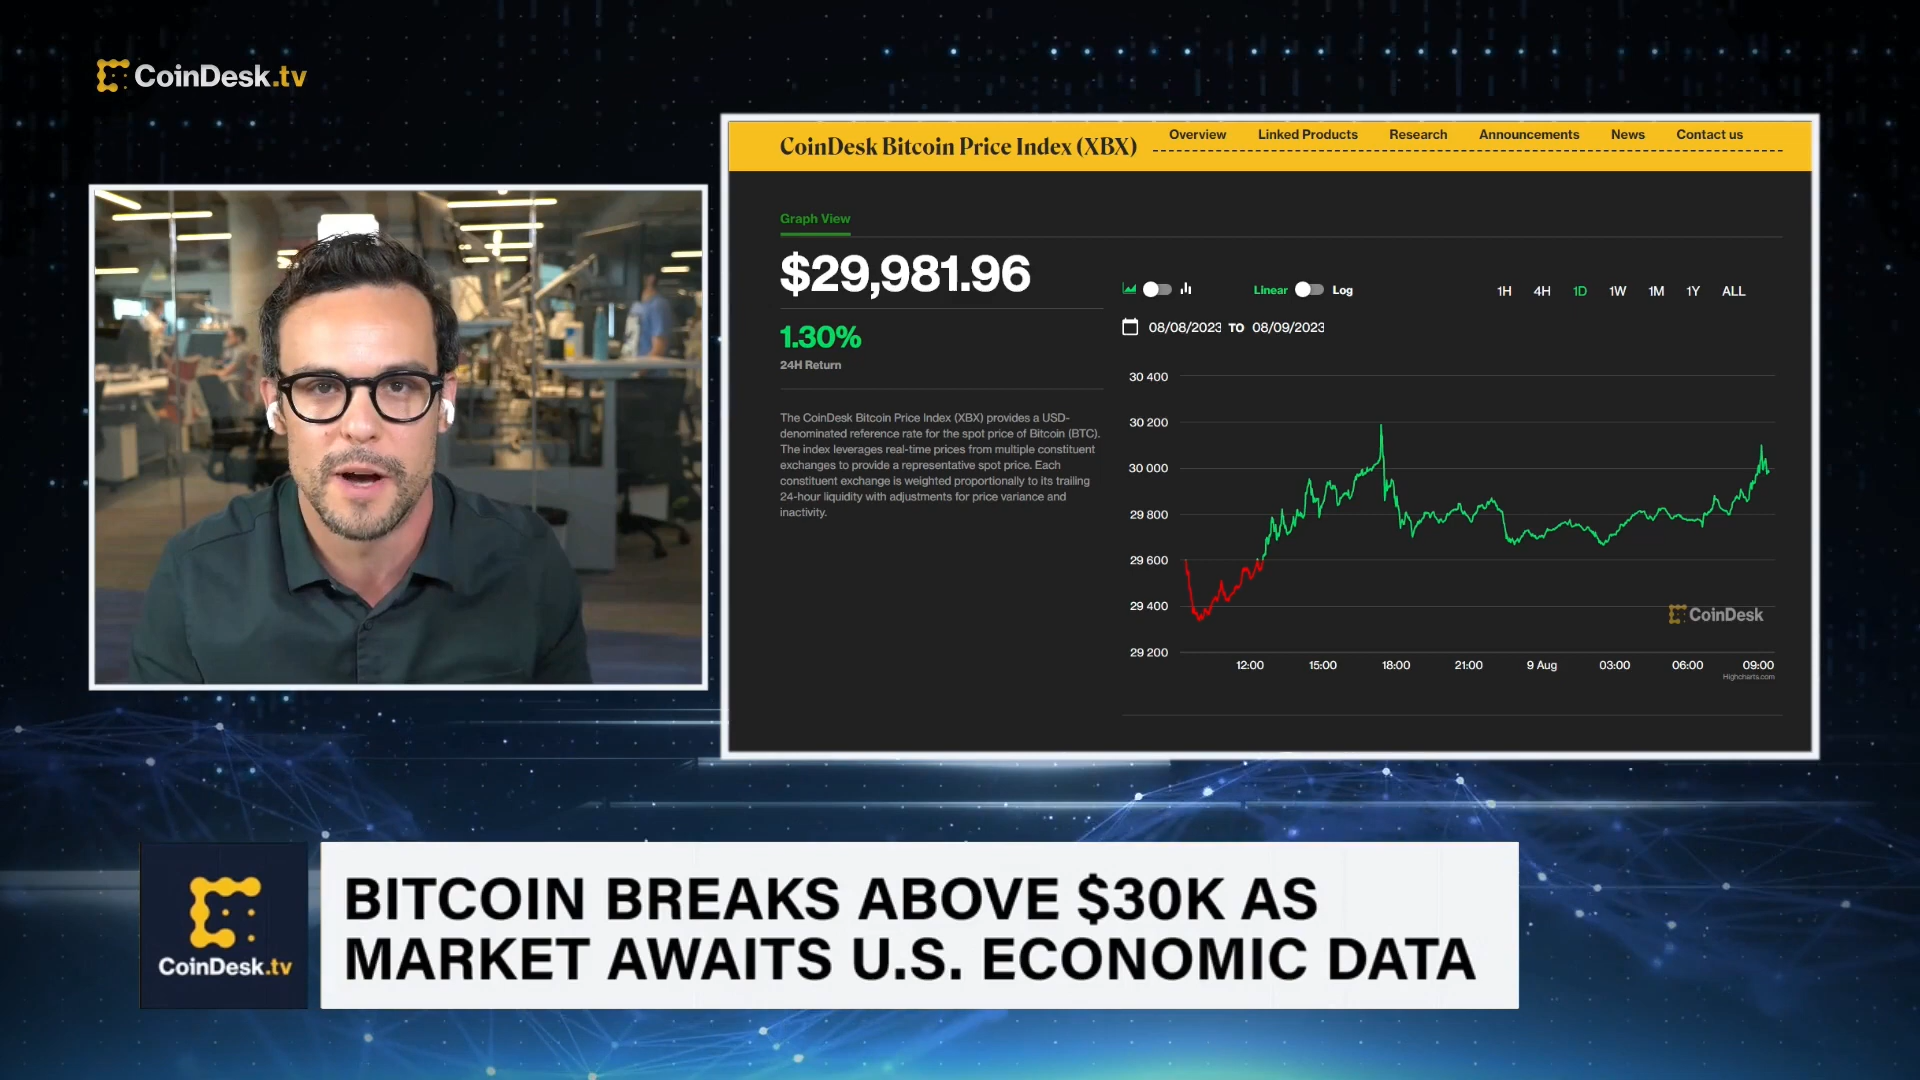 CoinDesk.tv
CoinDesk Bitcoin Price Index (XBX)
Overview Linked Products Research Announcements News Contact us
Graph View
$29,981.96
1.30%
24H Return
The CoinDesk Bitcoin Price Index (XBX) provides a USD-
denominated reference rate for the spot price of Bitcoin (BTC).
The index leverages real-time prices from multiple constituent
exchanges to provide a representative spot price. Each
constituent exchange is weighted proportionally to its trailing
24-hour liquidity with adjustments for price variance and
inactivity.
Linear Log
1H 4H 1D 1W 1M 1Y ALL
08/08/2023 TO 08/09/2023
30 400
30 200
30 000
29 800
29 600
29 400
29 200
CoinDesk
12:00 15:00 18:00 21:00 9 Aug 03:00 06:00 09:00
Highcharts.com
CoinDesk.tv
BITCOIN BREAKS ABOVE $30K AS
MARKET AWAITS U.S. ECONOMIC DATA